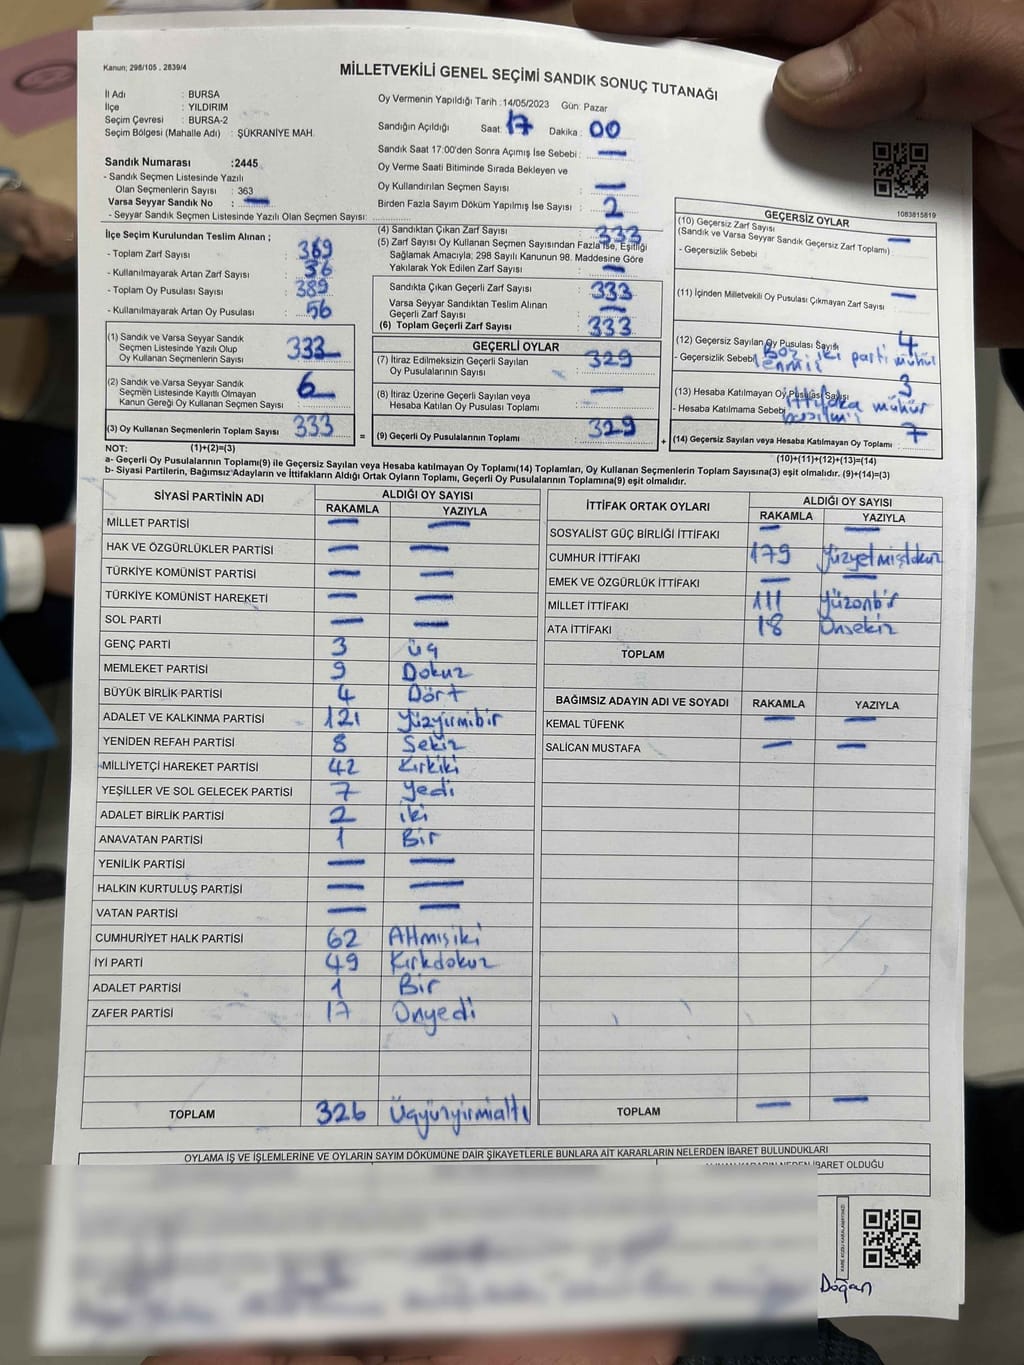 Kanun; 298/105 . 2839/4
MİLLETVEKİLİ GENEL SEÇİMİ SANDIK SONUÇ TUTANAĞI
İl Adı : BURSA
İlçe : YILDIRIM
Seçim Çevresi : BURSA-2
Seçim Bölgesi (Mahalle Adı) : ŞÜKRANİYE MAH.
Sandık Numarası :2445
- Sandık Seçmen Listesinde Yazılı
Olan Seçmenlerin Sayısı : 363
Varsa Seyyar Sandık No : —
- Seyyar Sandık Seçmen Listesinde Yazılı Olan Seçmen Sayısı:
Oy Vermenin Yapıldığı Tarih :14/05/2023 Gün: Pazar
Sandığın Açıldığı Saat: 17 Dakika : 00
Sandık Saat 17:00'den Sonra Açımış İse Sebebi : —
Oy Verme Saati Bitiminde Sırada Bekleyen ve
Oy Kullandırılan Seçmen Sayısı : —
Birden Fazla Sayım Döküm Yapılmış İse Sayısı : 2
1083815819
İlçe Seçim Kurulundan Teslim Alınan ;
- Toplam Zarf Sayısı : 369
- Kullanılmayarak Artan Zarf Sayısı : 36
- Toplam Oy Pusulası Sayısı : 389
- Kullanılmayarak Artan Oy Pusulası : 56
(1) Sandık ve Varsa Seyyar Sandık
Seçmen Listesinde Yazılı Olup
Oy Kullanan Seçmenlerin Sayısı : 333
(2) Sandık ve Varsa Seyyar Sandık
Seçmen Listesinde Kayıtlı Olmayan
Kanun Gereği Oy Kullanan Seçmen Sayısı : 6
(3) Oy Kullanan Seçmenlerin Toplam Sayısı : 333
(1)+(2)=(3)
(4) Sandıktan Çıkan Zarf Sayısı : 333
(5) Zarf Sayısı Oy Kullanan Seçmen Sayısından Fazla İse, Eşitliği
Sağlamak Amacıyla; 298 Sayılı Kanunun 98. Maddesine Göre
Yakılarak Yok Edilen Zarf Sayısı : —
Sandıkta Çıkan Geçerli Zarf Sayısı : 333
Varsa Seyyar Sandıktan Teslim Alınan
Geçerli Zarf Sayısı : —
(6) Toplam Geçerli Zarf Sayısı : 333
GEÇERLİ OYLAR
(7) İtiraz Edilmeksizin Geçerli Sayılan : 329
Oy Pusulalarının Sayısı
(8) İtiraz Üzerine Geçerli Sayılan veya : —
Hesaba Katılan Oy Pusulası Toplamı
= (9) Geçerli Oy Pusulalarının Toplamı : 329
GEÇERSİZ OYLAR
(10) Geçersiz Zarf Sayısı : —
(Sandık ve Varsa Seyyar Sandık Geçersiz Zarf Toplamı)
- Geçersizlik Sebebi
(11) İçinden Milletvekili Oy Pusulası Çıkmayan Zarf Sayısı : —
(12) Geçersiz Sayılan Oy Pusulası Sayısı : 4
- Geçersizlik Sebebi iki parti mühür
(13) Hesaba Katılmayan Oy Pusulası Sayısı : 3
- Hesaba Katılmama Sebebi ittifaka mühür
+ (14) Geçersiz Sayılan veya Hesaba Katılmayan Oy Toplamı : 7
(10)+(11)+(12)+(13)=(14)
NOT:
a- Geçerli Oy Pusulalarının Toplamı(9) ile Geçersiz Sayılan veya Hesaba katılmayan Oy Toplamı(14) Toplamları, Oy Kullanan Seçmenlerin Toplam Sayısına(3) eşit olmalıdır. (9)+(14)=(3)
b- Siyasi Partilerin, Bağımsız Adayların ve İttifakların Aldığı Ortak Oyların Toplamı, Geçerli Oy Pusulalarının Toplamına(9) eşit olmalıdır.
SİYASİ PARTİNİN ADI ALDIĞI OY SAYISI
RAKAMLA YAZIYLA
MİLLET PARTİSİ — —
HAK VE ÖZGÜRLÜKLER PARTİSİ — —
TÜRKİYE KOMÜNİST PARTİSİ — —
TÜRKİYE KOMÜNİST HAREKETİ — —
SOL PARTİ — —
GENÇ PARTİ 3 üç
MEMLEKET PARTİSİ 9 Dokuz
BÜYÜK BİRLİK PARTİSİ 4 Dört
ADALET VE KALKINMA PARTİSİ 121 Yüzyirmibir
YENİDEN REFAH PARTİSİ 8 Sekiz
MİLLİYETÇİ HAREKET PARTİSİ 42 Kırkiki
YEŞİLLER VE SOL GELECEK PARTİSİ 7 yedi
ADALET BİRLİK PARTİSİ 2 iki
ANAVATAN PARTİSİ 1 Bir
YENİLİK PARTİSİ — —
HALKIN KURTULUŞ PARTİSİ — —
VATAN PARTİSİ — —
CUMHURİYET HALK PARTİSİ 62 Altmışiki
İYİ PARTİ 49 Kırkdokuz
ADALET PARTİSİ 1 Bir
ZAFER PARTİSİ 17 Onyedi
TOPLAM 326 Üçyüzyirmialtı
İTTİFAK ORTAK OYLARI ALDIĞI OY SAYISI
RAKAMLA YAZIYLA
SOSYALİST GÜÇ BİRLİĞİ İTTİFAKI — —
CUMHUR İTTİFAKI 179 Yüzyetmişdokuz
EMEK VE ÖZGÜRLÜK İTTİFAKI — —
MİLLET İTTİFAKI 111 Yüzonbir
ATA İTTİFAKI 18 Onsekiz
TOPLAM
BAĞIMSIZ ADAYIN ADI VE SOYADI RAKAMLA YAZIYLA
KEMAL TÜFENK — —
SALİCAN MUSTAFA — —
TOPLAM — —
OYLAMA İŞ VE İŞLEMLERİNE VE OYLARIN SAYIM DÖKÜMÜNE DAİR ŞİKAYETLERLE BUNLARA AİT KARARLARIN NELERDEN İBARET BULUNDUKLARI
İBARET OLDUĞU
Doğan